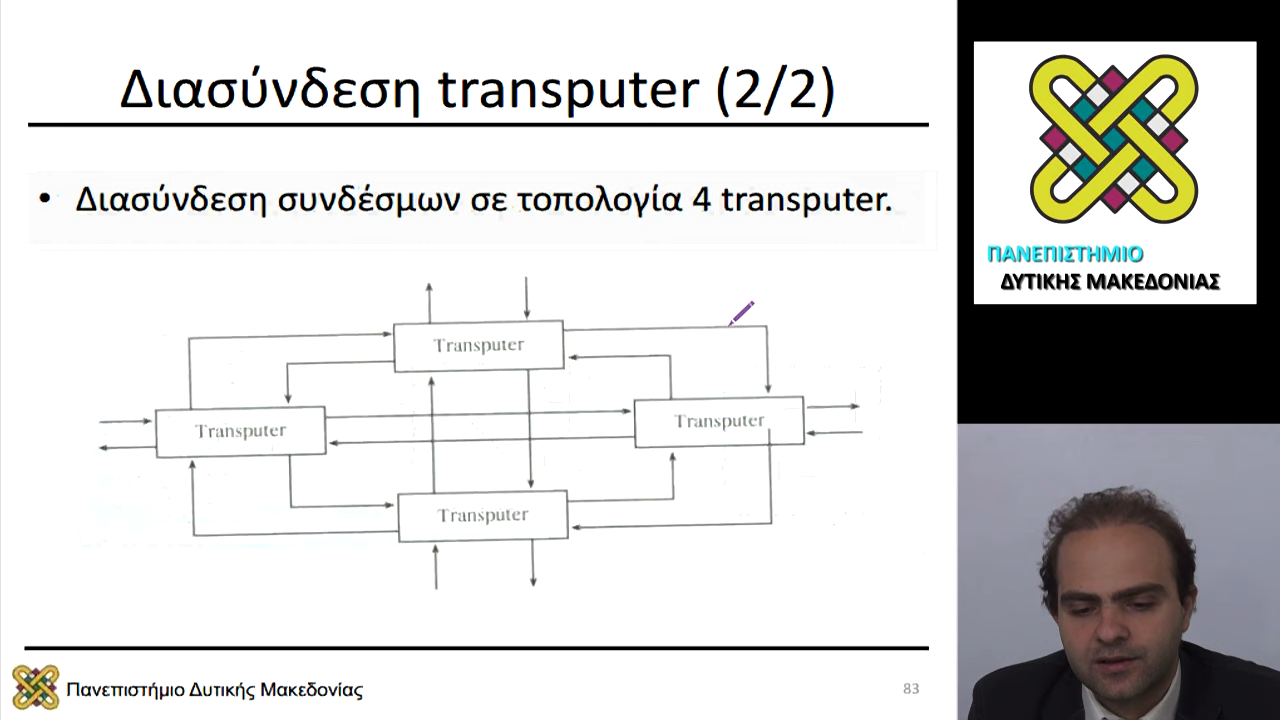 Διασύνδεση transputer (2/2)
• Διασύνδεση συνδέσμων σε τοπολογία 4 transputer.
Transputer
Transputer
Transputer
Transputer
Πανεπιστήμιο Δυτικής Μακεδονίας
83
ΠΑΝΕΠΙΣΤΗΜΙΟ
ΔΥΤΙΚΗΣ ΜΑΚΕΔΟΝΙΑΣ